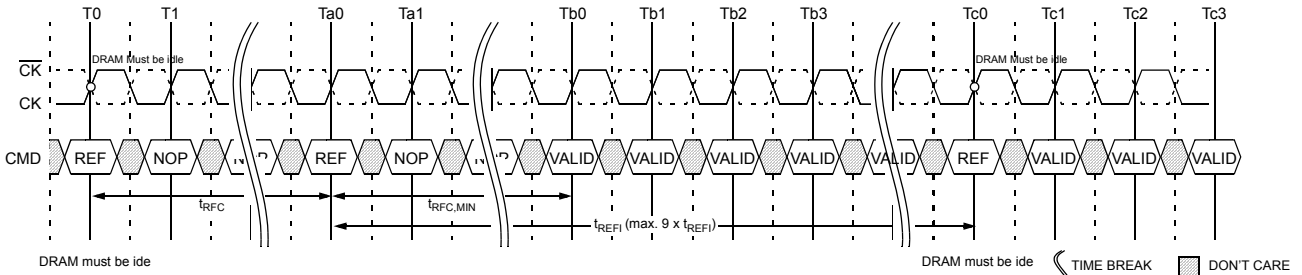 T0 T1 Ta0 Ta1 Tb0 Tb1 Tb2 Tb3 Tc0 Tc1 Tc2 Tc3
DRAM Must be idle DRAM Must be idle
CK
CK
CMD REF NOP REF NOP VALID VALID VALID VALID VALID REF VALID VALID VALID
tRFC tRFC,MIN
tREFI (max. 9 x tREFI)
DRAM must be ide DRAM must be idle TIME BREAK DON'T CARE